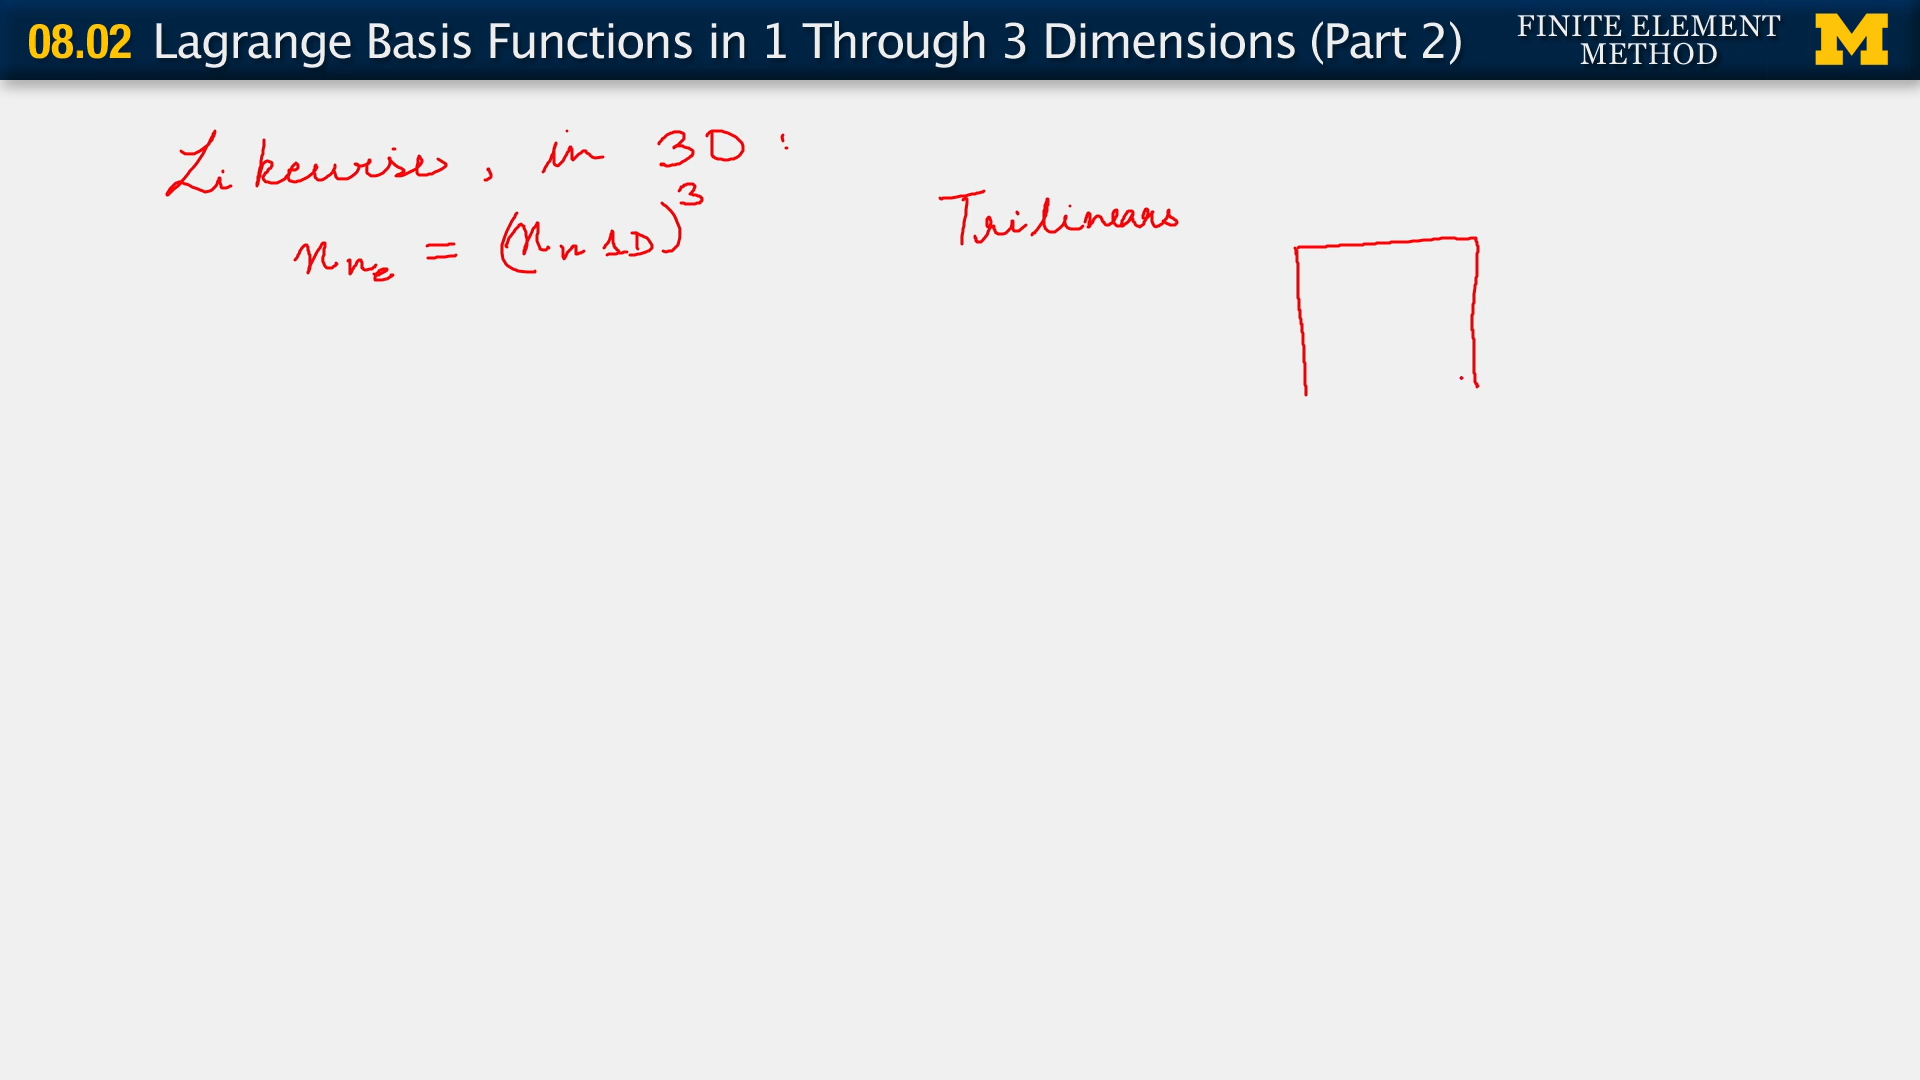 08.02 Lagrange Basis Functions in 1 Through 3 Dimensions (Part 2)
FINITE ELEMENT
METHOD
M
Likewise, in 3D :
n_{n_e} = (n_{n 1D})^3
Trilinears